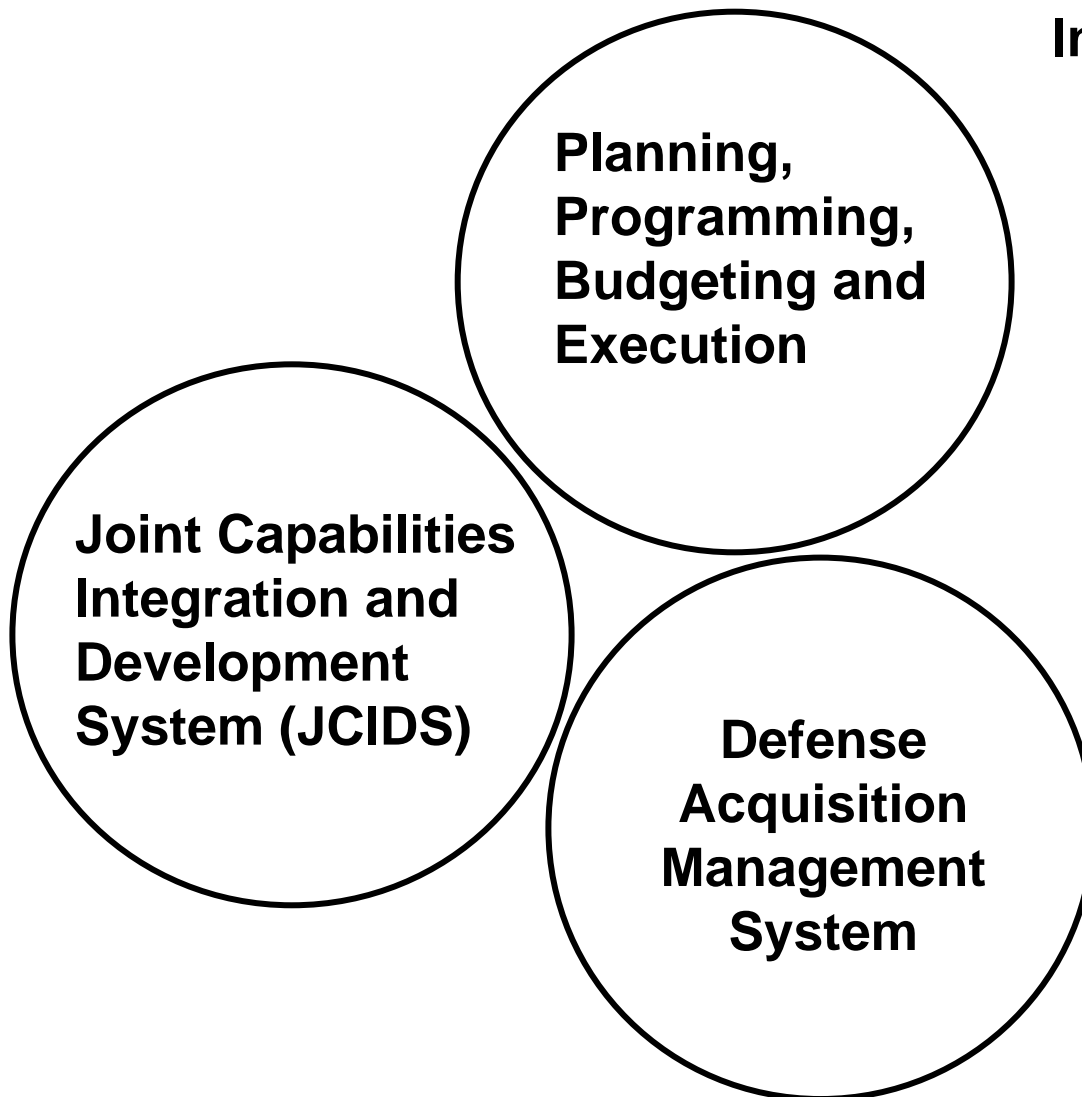 Planning,
Programming,
Budgeting and
Execution
Joint Capabilities
Integration and
Development
System (JCIDS)
Defense
Acquisition
Management
System